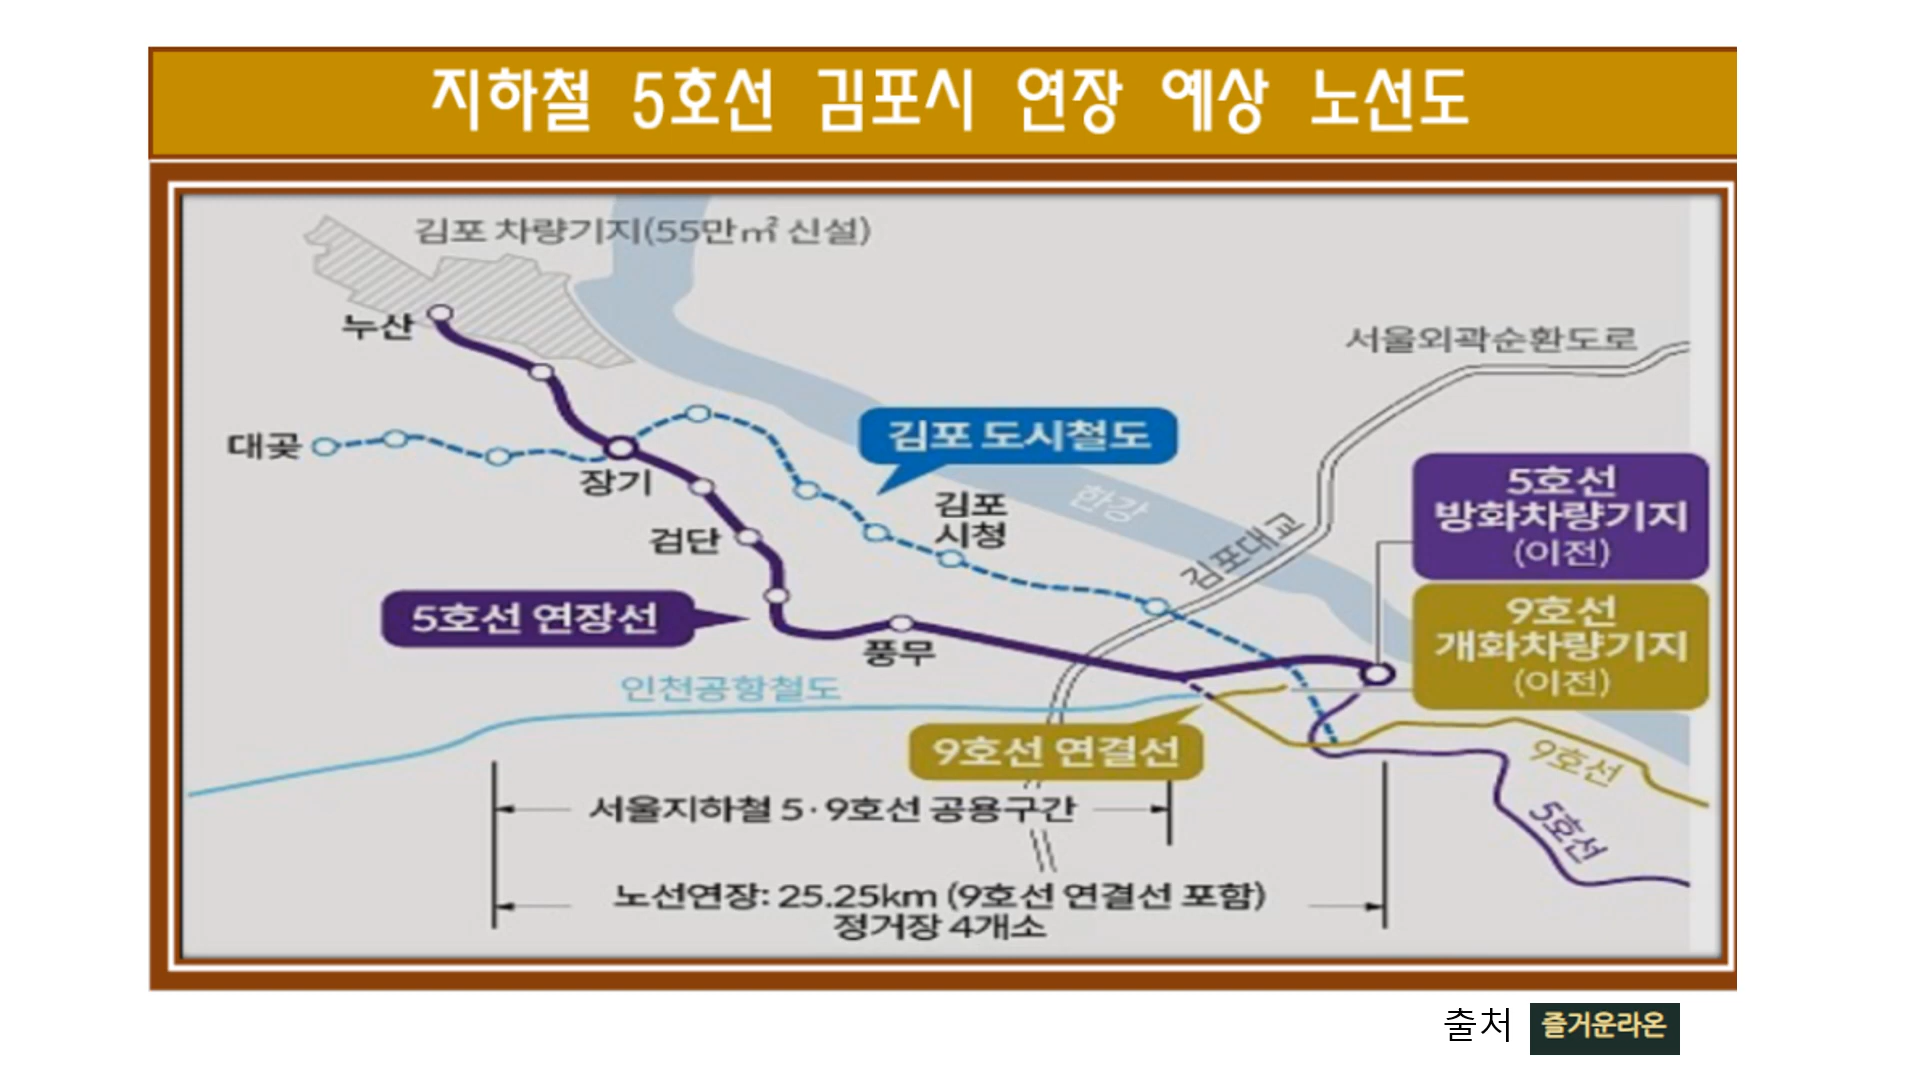 지하철 5호선 김포시 연장 예상 노선도
김포 차량기지(55만㎡ 신설)
누산
서울외곽순환도로
대곶
장기
김포 도시철도
한강
김포
시청
김포대교
검단
5호선
방화차량기지
(이전)
5호선 연장선
풍무
9호선
개화차량기지
(이전)
인천공항철도
9호선 연결선
9호선
5호선
서울지하철 5·9호선 공용구간
노선연장: 25.25km (9호선 연결선 포함)
정거장 4개소
출처 즐거운라온